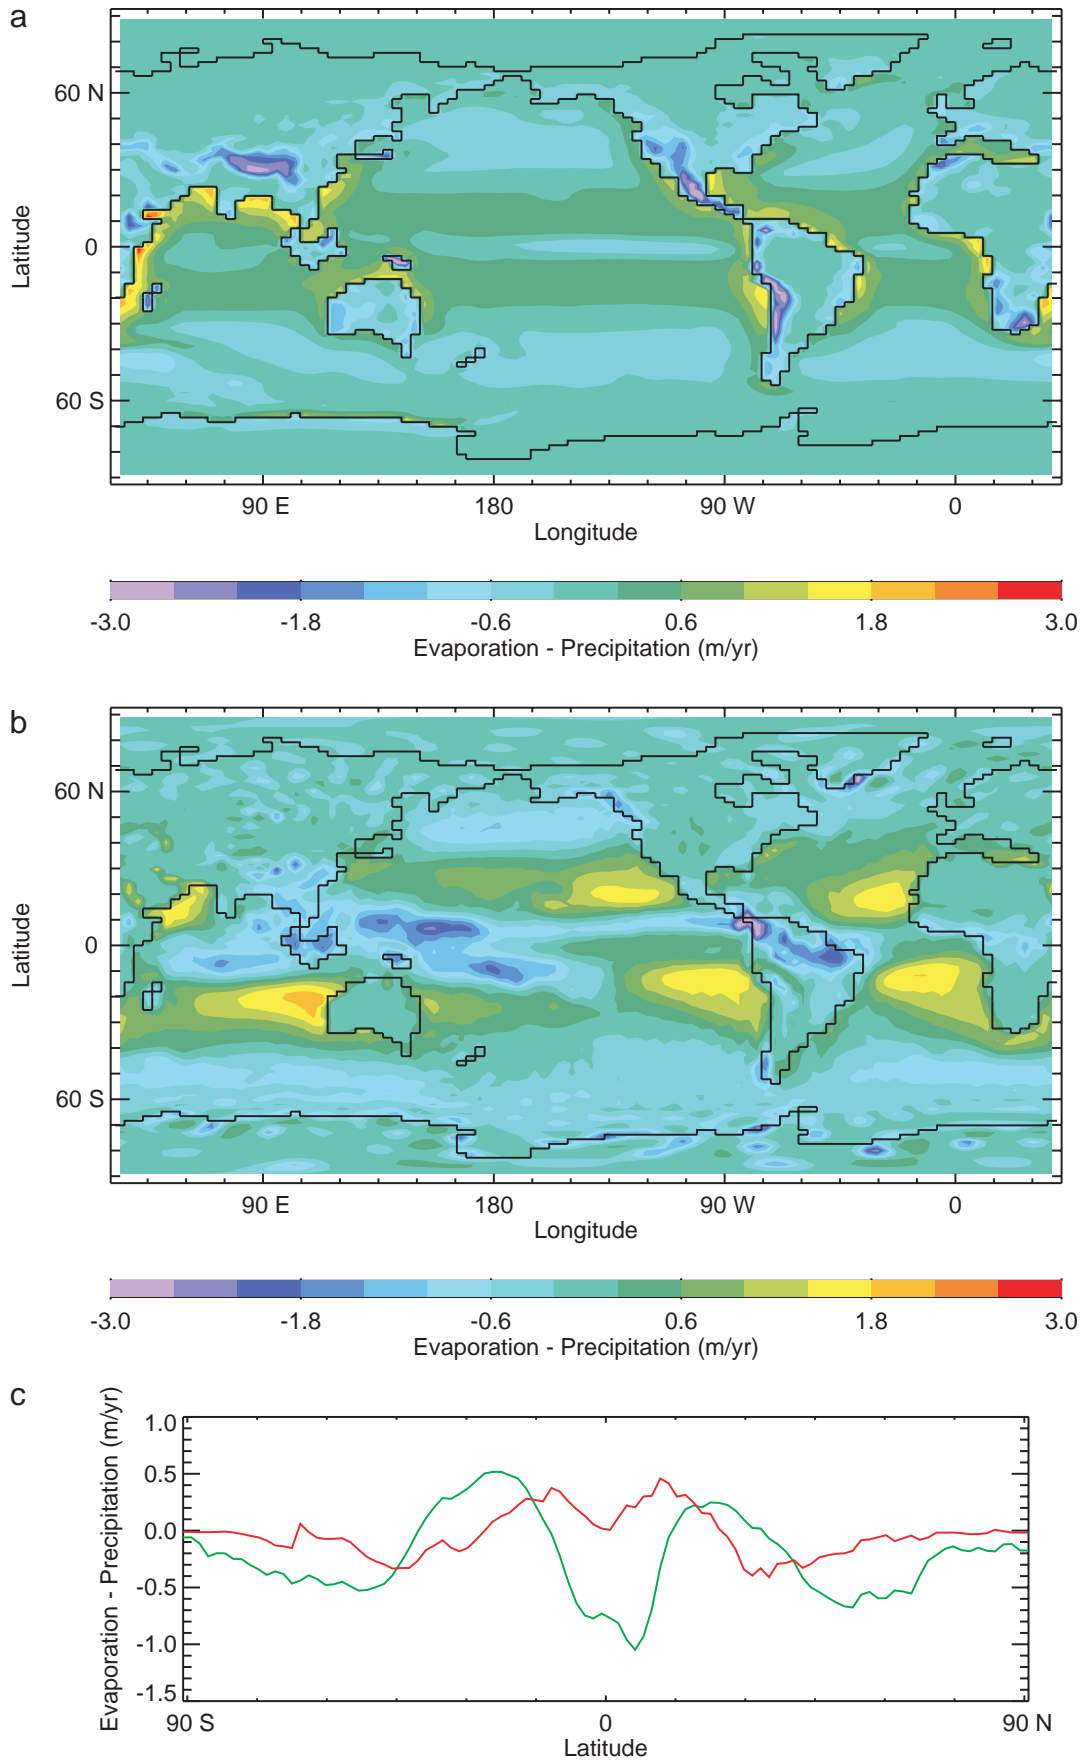 a
60 N
0
60 S
Latitude
90 E 180 90 W 0
Longitude
-3.0 -1.8 -0.6 0.6 1.8 3.0
Evaporation - Precipitation (m/yr)
b
60 N
0
60 S
Latitude
90 E 180 90 W 0
Longitude
-3.0 -1.8 -0.6 0.6 1.8 3.0
Evaporation - Precipitation (m/yr)
c
Evaporation - Precipitation (m/yr)
1.0
0.5
0.0
-0.5
-1.0
-1.5
90 S 0 90 N
Latitude